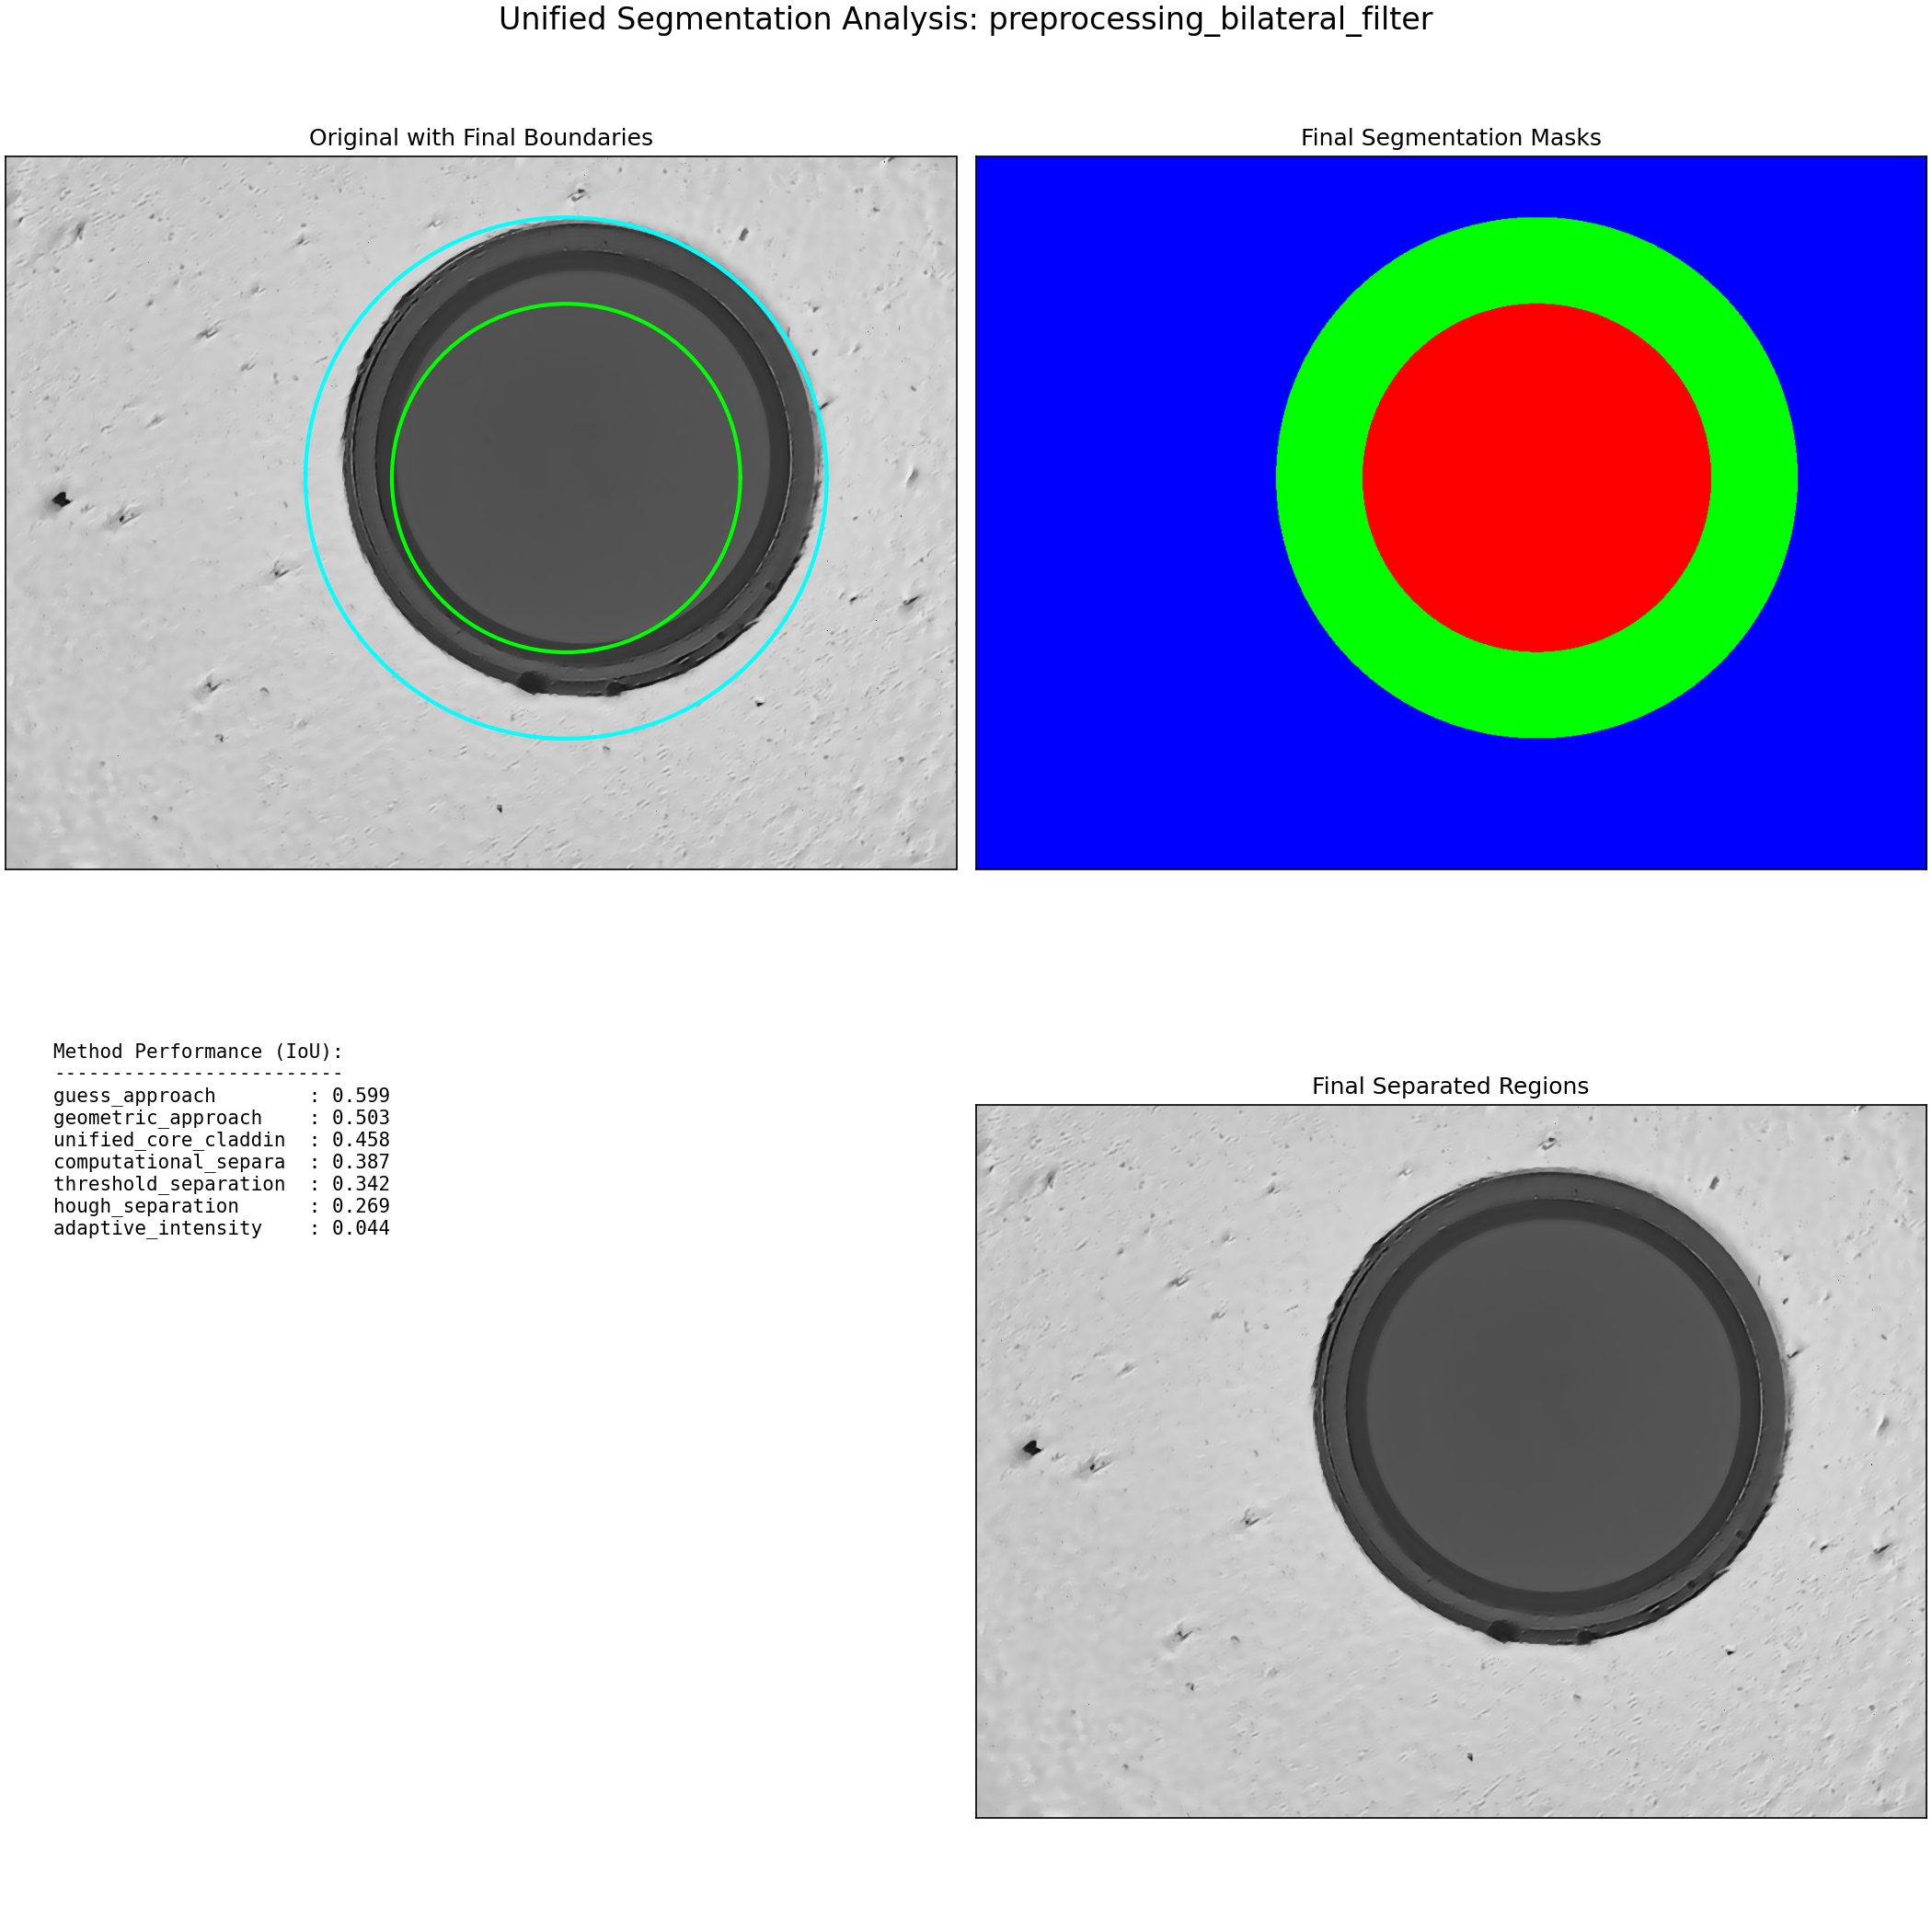 Unified Segmentation Analysis: preprocessing_bilateral_filter
Original with Final Boundaries
Final Segmentation Masks
Method Performance (IoU):
-------------------------
guess_approach        : 0.599
geometric_approach    : 0.503
unified_core_claddin  : 0.458
computational_separa  : 0.387
threshold_separation  : 0.342
hough_separation      : 0.269
adaptive_intensity    : 0.044
Final Separated Regions